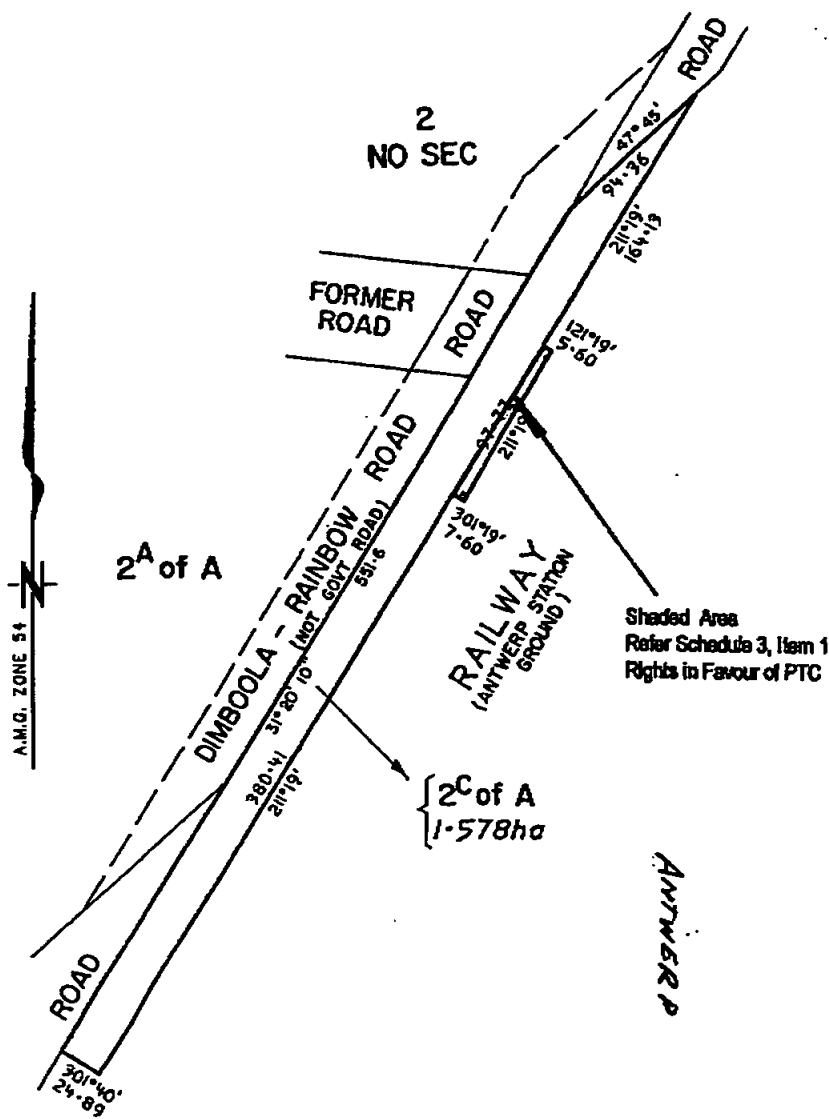 ROAD
2
NO SEC
47°45'
94·36
211°19'
164·13
FORMER
ROAD
ROAD
121°19'
5·60
211°19'
ROAD
301°19'
7·60
DIMBOOLA - RAINBOW
(NOT GOVT ROAD)
551·6
31°20'10"
2A of A
RAILWAY
(ANTWERP STATION
GROUND)
Shaded Area
Refer Schedule 3, Item 1
Rights in Favour of PTC
A.M.G. ZONE 54
N
380·41
211°19'
2C of A
1·578ha
ANTWERP
ROAD
301°40'
24·89